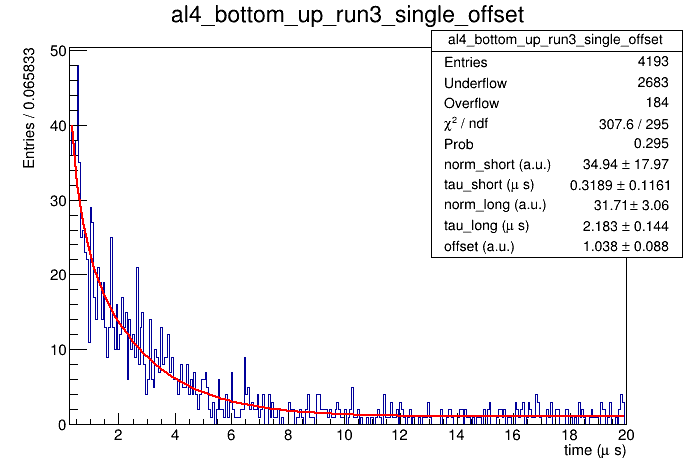 al4_bottom_up_run3_single_offset
al4_bottom_up_run3_single_offset
Entries 4193
Underflow 2683
Overflow 184
χ² / ndf 307.6 / 295
Prob 0.295
norm_short (a.u.) 34.94 ± 17.97
tau_short (μ s) 0.3189 ± 0.1161
norm_long (a.u.) 31.71 ± 3.06
tau_long (μ s) 2.183 ± 0.144
offset (a.u.) 1.038 ± 0.088
Entries / 0.065833
50
40
30
20
10
0
2 4 6 8 10 12 14 16 18 20
time (μ s)